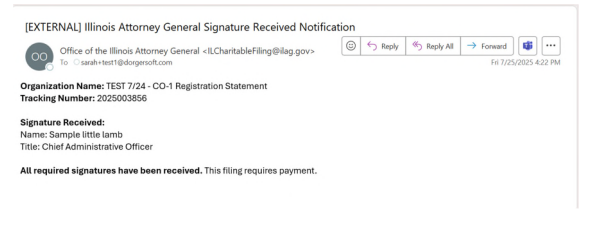 [EXTERNAL] Illinois Attorney General Signature Received Notification
OO
Office of the Illinois Attorney General <ILCharitableFiling@ilag.gov>
To sarah+test1@dorgersoft.com
Reply
Reply All
Forward
Fri 7/25/2025 4:22 PM
Organization Name: TEST 7/24 - CO-1 Registration Statement
Tracking Number: 2025003856
Signature Received:
Name: Sample little lamb
Title: Chief Administrative Officer
All required signatures have been received. This filing requires payment.